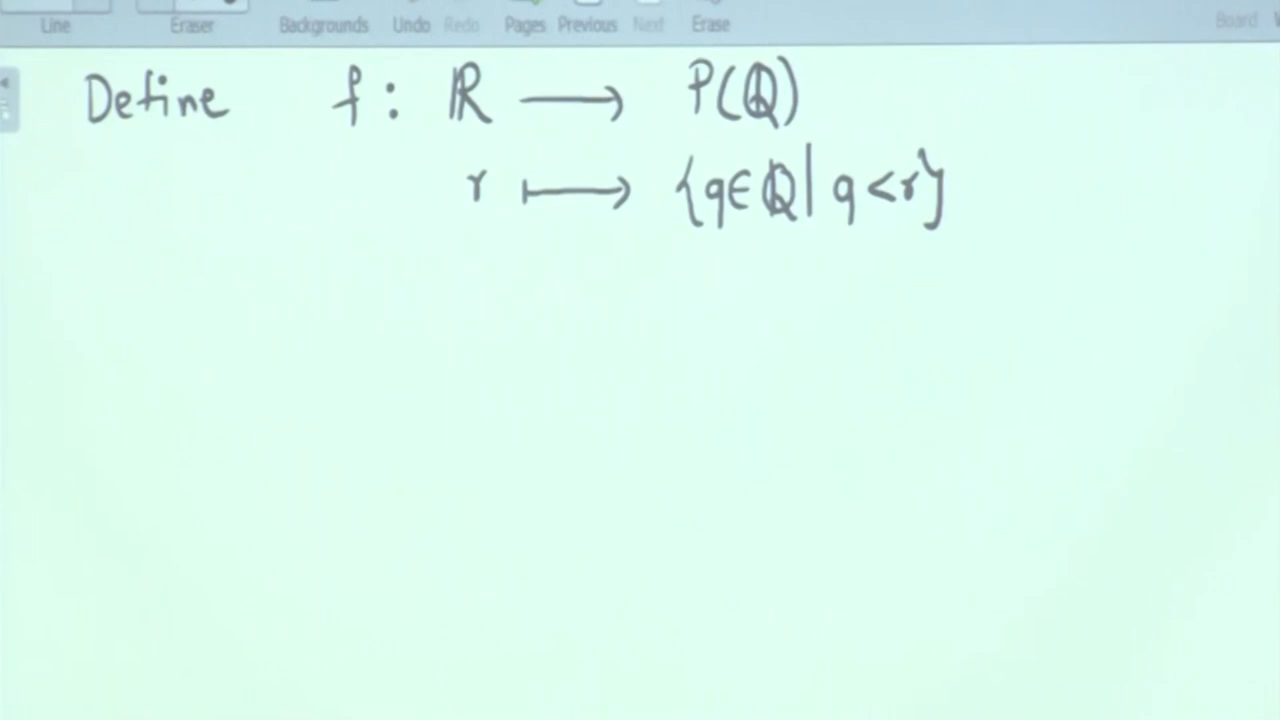 Line Eraser Backgrounds Undo Redo Pages Previous Next Erase Board
Define f : ℝ ⟶ P(ℚ)
r ⟼ {q∈ℚ | q<r}